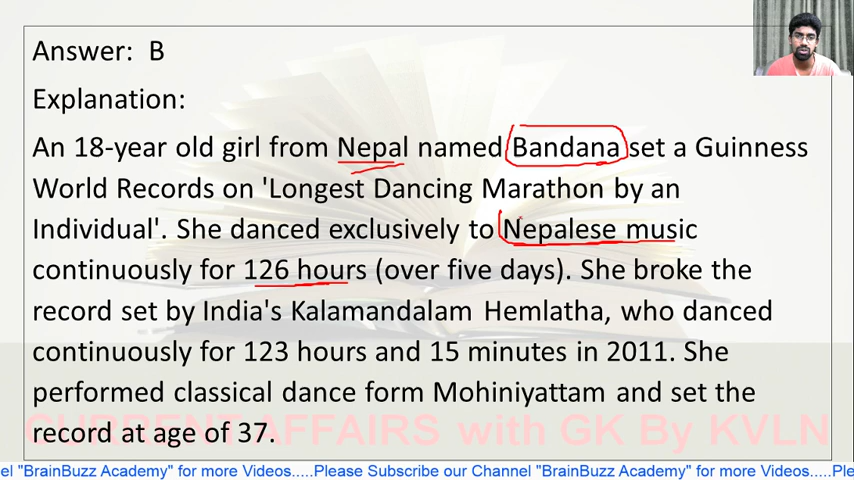 Answer: B
Explanation:
An 18-year old girl from Nepal named Bandana set a Guinness
World Records on 'Longest Dancing Marathon by an
Individual'. She danced exclusively to Nepalese music
continuously for 126 hours (over five days). She broke the
record set by India's Kalamandalam Hemlatha, who danced
continuously for 123 hours and 15 minutes in 2011. She
performed classical dance form Mohiniyattam and set the
CURRENT AFFAIRS with GK By KVLN
record at age of 37.
el "BrainBuzz Academy" for more Videos.....Please Subscribe our Channel "BrainBuzz Academy" for more Videos.....Ple